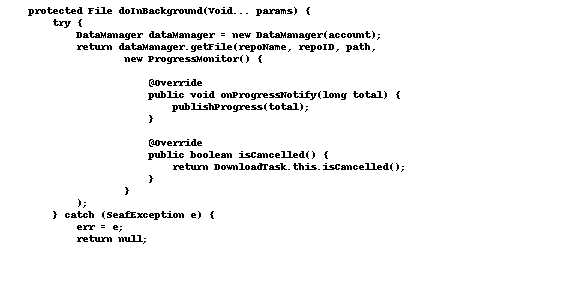 protected File doInBackground(Void... params) {
try {
DataManager dataManager = new DataManager(account);
return dataManager.getFile(repoName, repoID, path,
new ProgressMonitor() {
@Override
public void onProgressNotify(long total) {
publishProgress(total);
}
@Override
public boolean isCancelled() {
return DownloadTask.this.isCancelled();
}
}
);
} catch (SeafException e) {
err = e;
return null;